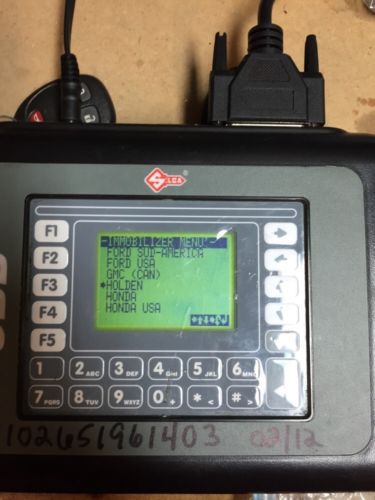 SILCA ®
-IMMOBILIZER MENU'-
FORD SUD-AMERICA
FORD USA
GMC (CAN)
HOLDEN
HONDA
HONDA USA
F1
F2
F3
F4
F5
1 2 ABC 3 DEF 4 GHI 5 JKL 6 MNO
7 PQRS 8 TUV 9 WXYZ 0 + * < # >
102651961403 02/12